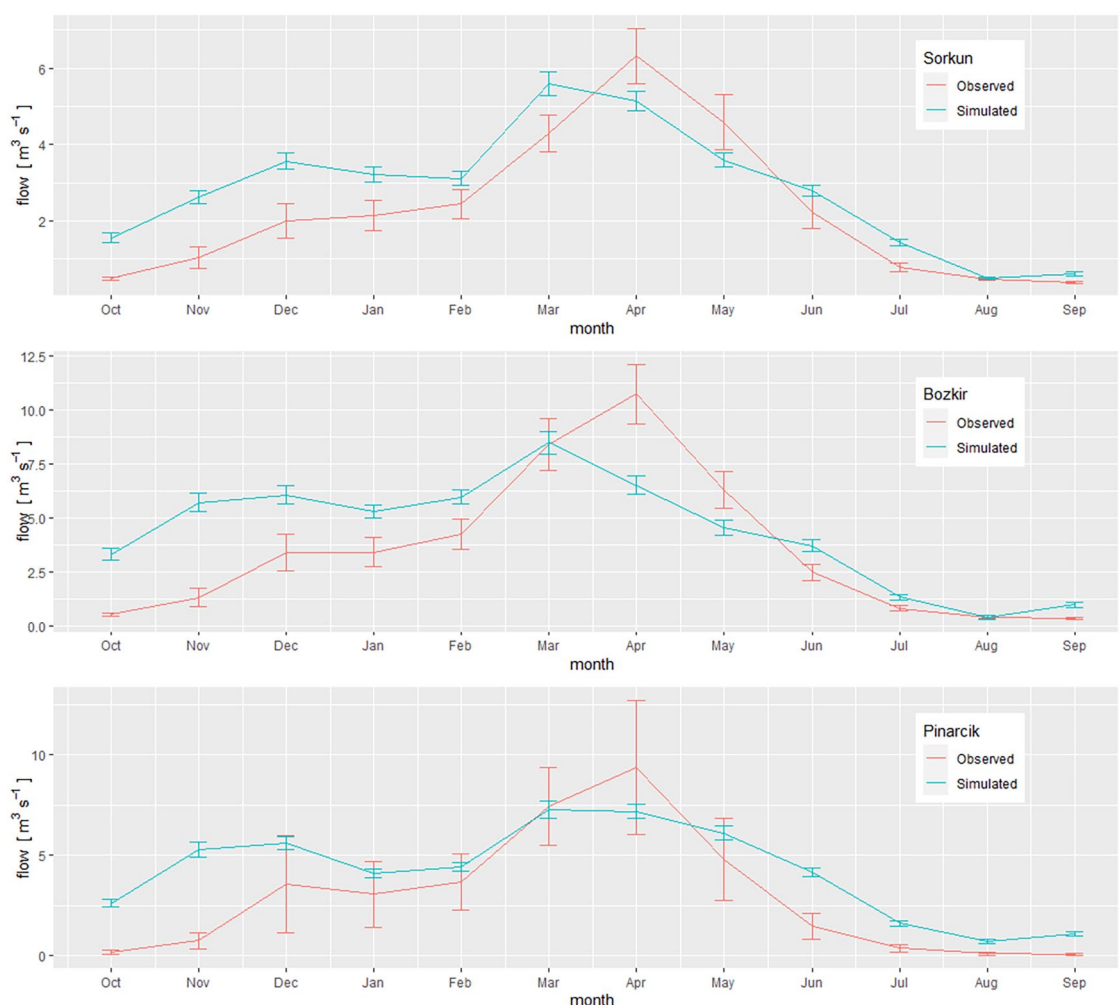 Sorkun
Observed
Simulated
6
4
2
flow [ m³ s⁻¹ ]
Oct Nov Dec Jan Feb Mar Apr May Jun Jul Aug Sep
month
Bozkir
Observed
Simulated
12.5
10.0
7.5
5.0
2.5
0.0
flow [ m³ s⁻¹ ]
Oct Nov Dec Jan Feb Mar Apr May Jun Jul Aug Sep
month
Pinarcik
Observed
Simulated
10
5
0
flow [ m³ s⁻¹ ]
Oct Nov Dec Jan Feb Mar Apr May Jun Jul Aug Sep
month